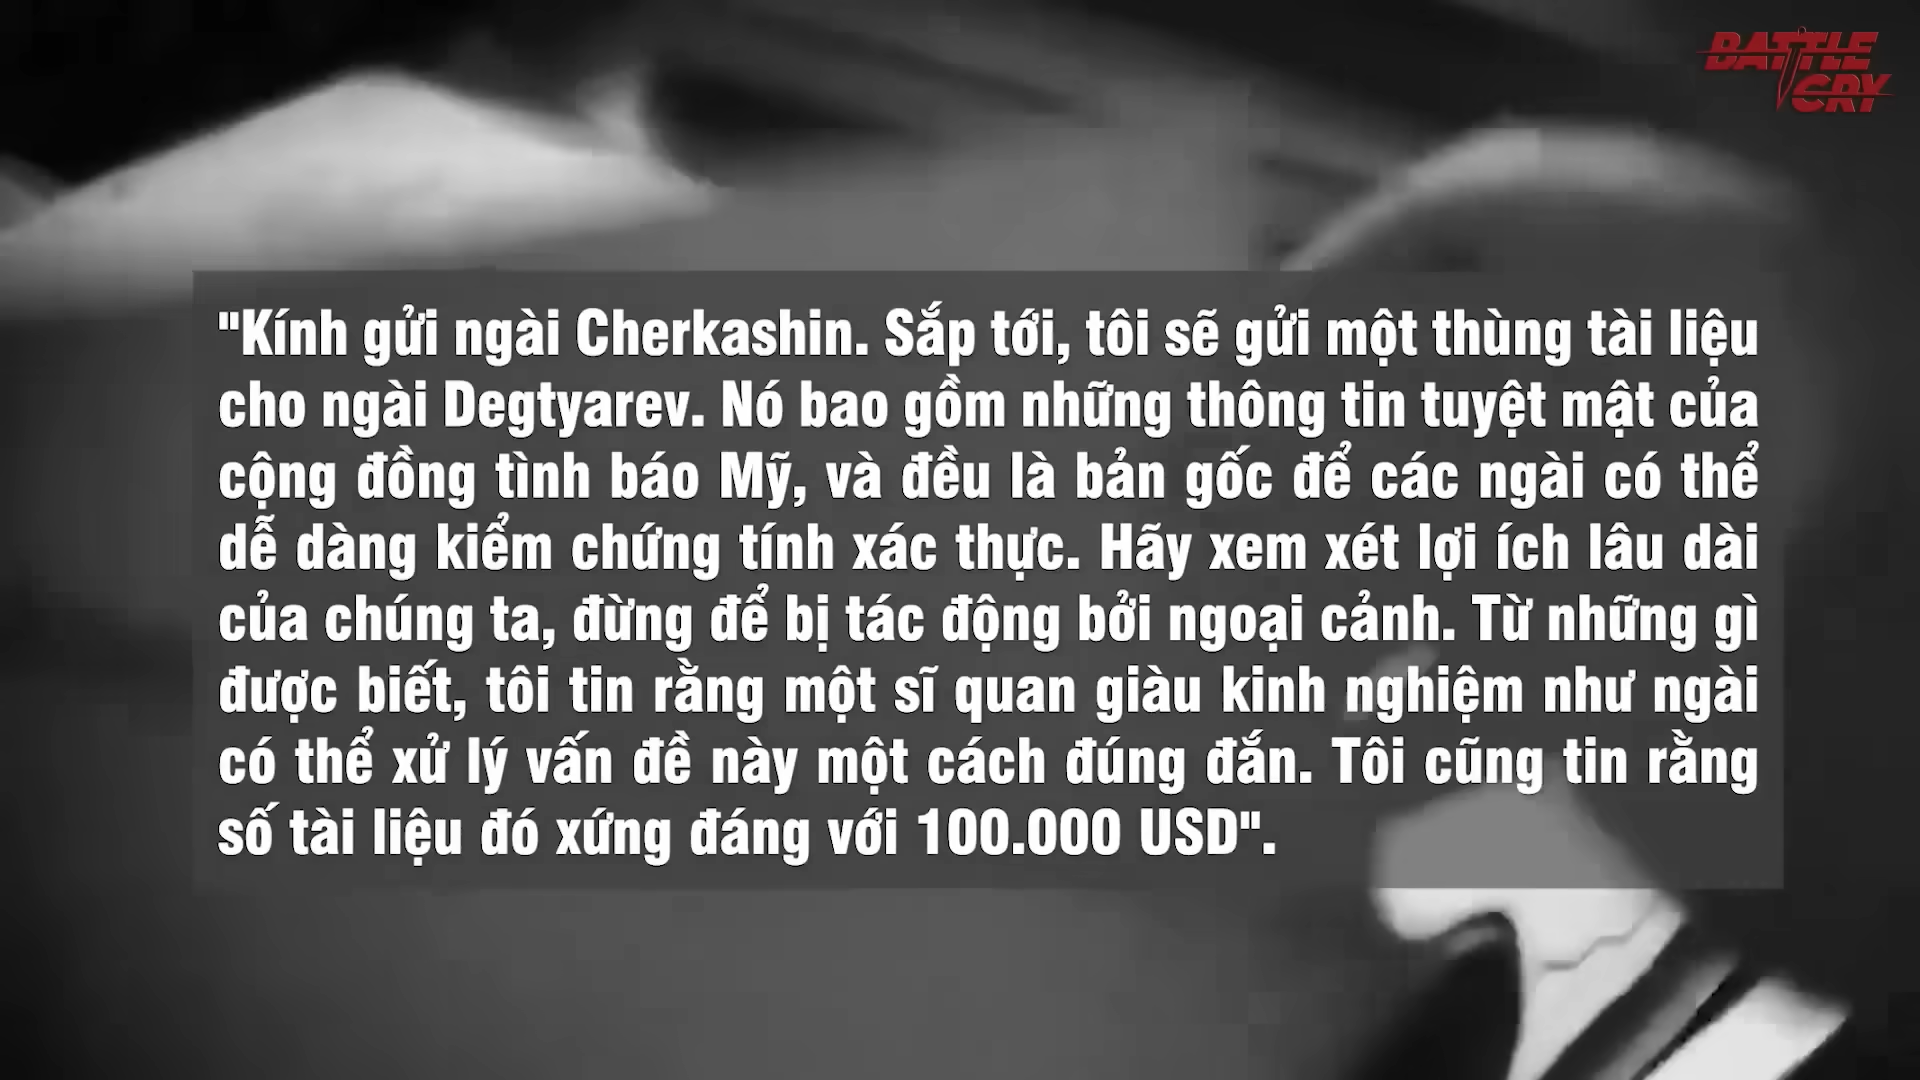 BATTLE
CRY
"Kính gửi ngài Cherkashin. Sắp tới, tôi sẽ gửi một thùng tài liệu
cho ngài Degtyarev. Nó bao gồm những thông tin tuyệt mật của
cộng đồng tình báo Mỹ, và đều là bản gốc để các ngài có thể
dễ dàng kiểm chứng tính xác thực. Hãy xem xét lợi ích lâu dài
của chúng ta, đừng để bị tác động bởi ngoại cảnh. Từ những gì
được biết, tôi tin rằng một sĩ quan giàu kinh nghiệm như ngài
có thể xử lý vấn đề này một cách đúng đắn. Tôi cũng tin rằng
số tài liệu đó xứng đáng với 100.000 USD".